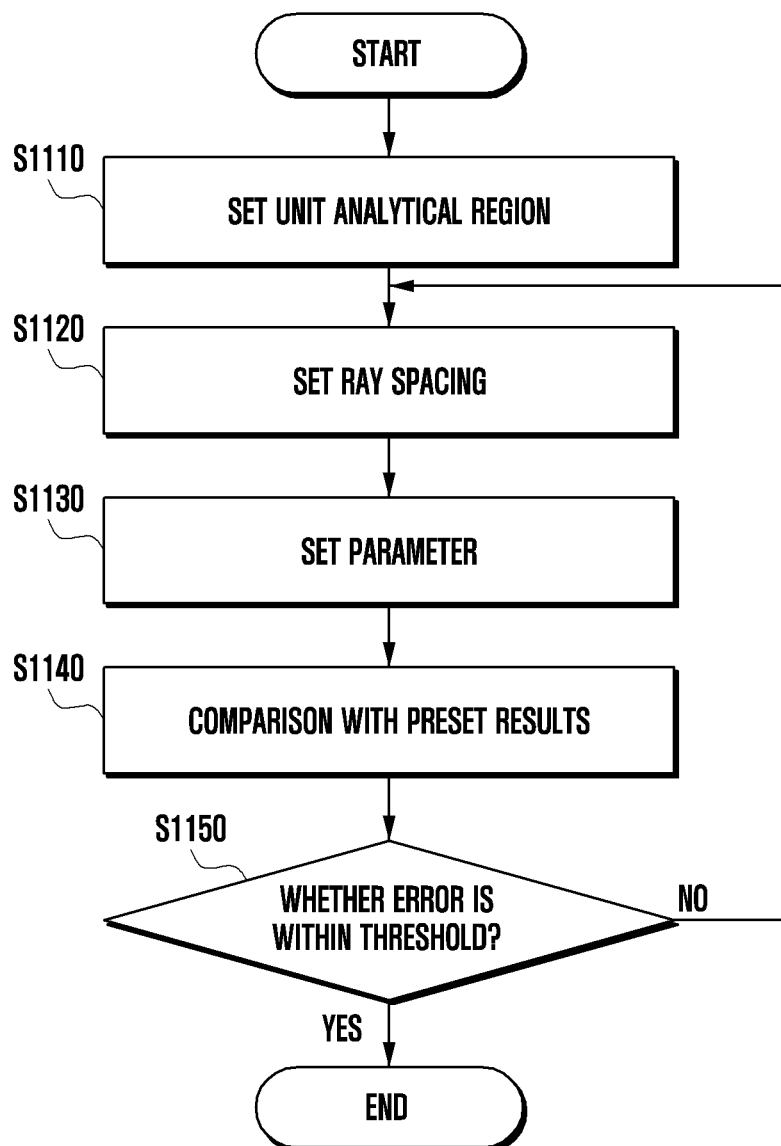 START
S1110
SET UNIT ANALYTICAL REGION
S1120
SET RAY SPACING
S1130
SET PARAMETER
S1140
COMPARISON WITH PRESET RESULTS
S1150
WHETHER ERROR IS
WITHIN THRESHOLD?
NO
YES
END